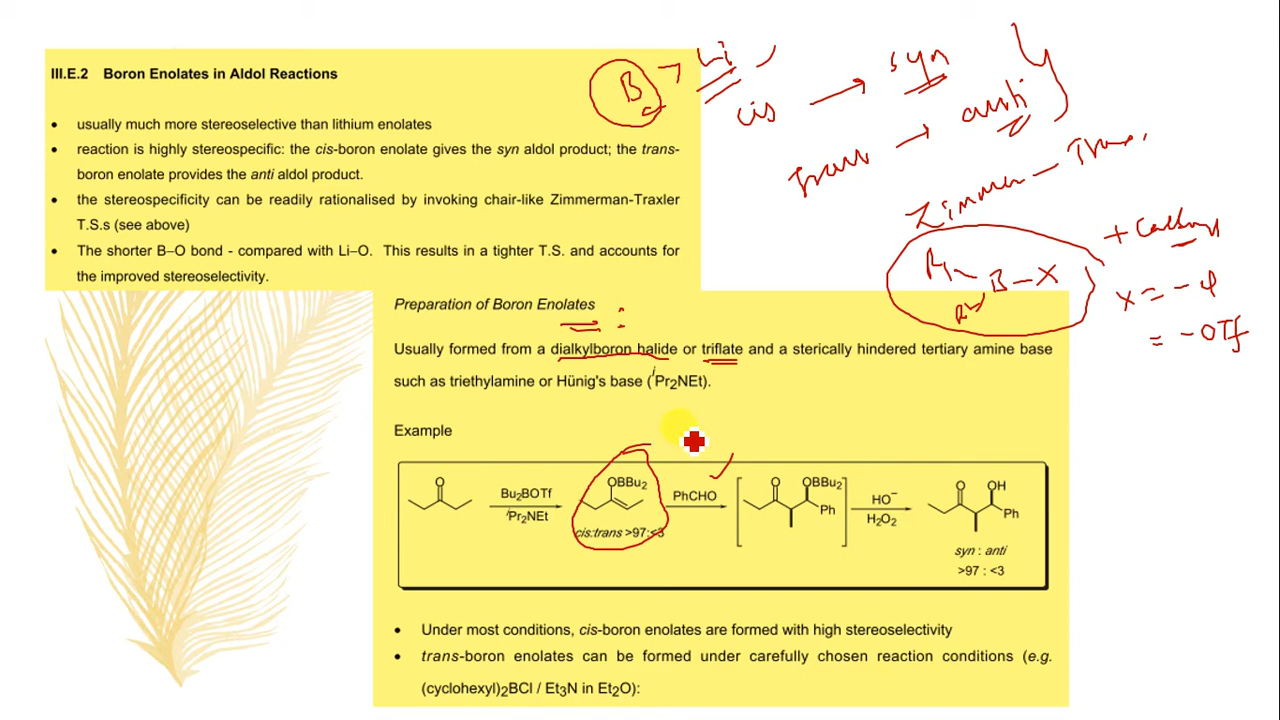 III.E.2 Boron Enolates in Aldol Reactions
• usually much more stereoselective than lithium enolates
• reaction is highly stereospecific: the cis-boron enolate gives the syn aldol product; the trans-
boron enolate provides the anti aldol product.
• the stereospecificity can be readily rationalised by invoking chair-like Zimmerman-Traxler
T.S.s (see above)
• The shorter B–O bond - compared with Li–O. This results in a tighter T.S. and accounts for
the improved stereoselectivity.
B > Li
cis → syn
trans → anti
Zimmer – Trax.
B–X
+ Carbonyl
X =
= -OTf
Preparation of Boron Enolates
:
Usually formed from a dialkylboron halide or triflate and a sterically hindered tertiary amine base
such as triethylamine or Hünig's base (iPr2NEt).
Example
O
Bu2BOTf
iPr2NEt
OBBu2
cis:trans >97:<3
PhCHO
O OBBu2
Ph
HO−
H2O2
O OH
Ph
syn : anti
>97 : <3
• Under most conditions, cis-boron enolates are formed with high stereoselectivity
• trans-boron enolates can be formed under carefully chosen reaction conditions (e.g.
(cyclohexyl)2BCl / Et3N in Et2O):